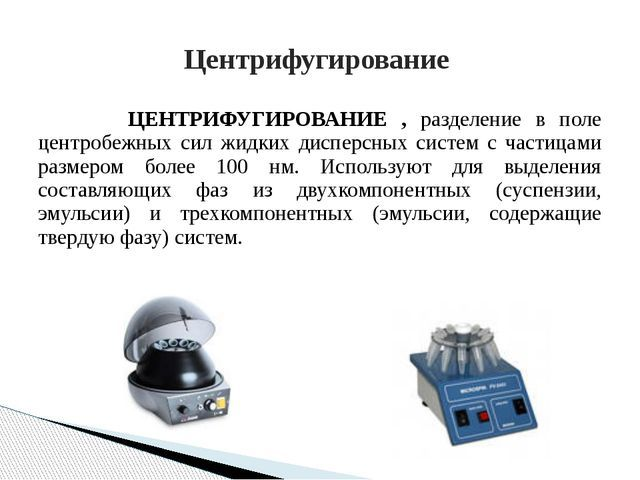 Центрифугирование
ЦЕНТРИФУГИРОВАНИЕ , разделение в поле
центробежных сил жидких дисперсных систем с частицами
размером более 100 нм. Используют для выделения
составляющих фаз из двухкомпонентных (суспензии,
эмульсии) и трехкомпонентных (эмульсии, содержащие
твердую фазу) систем.
MICROSPIN